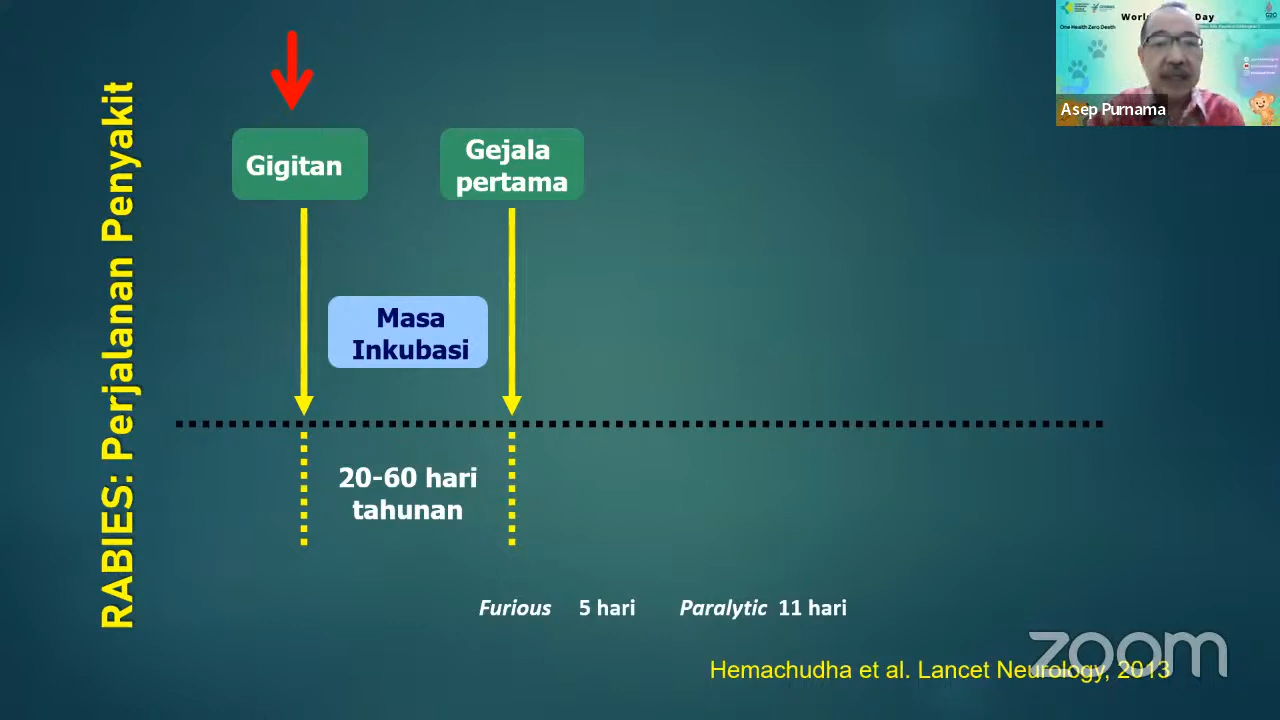 RABIES: Perjalanan Penyakit
Gigitan
Gejala
pertama
Masa
Inkubasi
20-60 hari
tahunan
Furious 5 hari Paralytic 11 hari
Hemachudha et al. Lancet Neurology, 2013
zoom
Day
One Health Zero Death
Asep Purnama